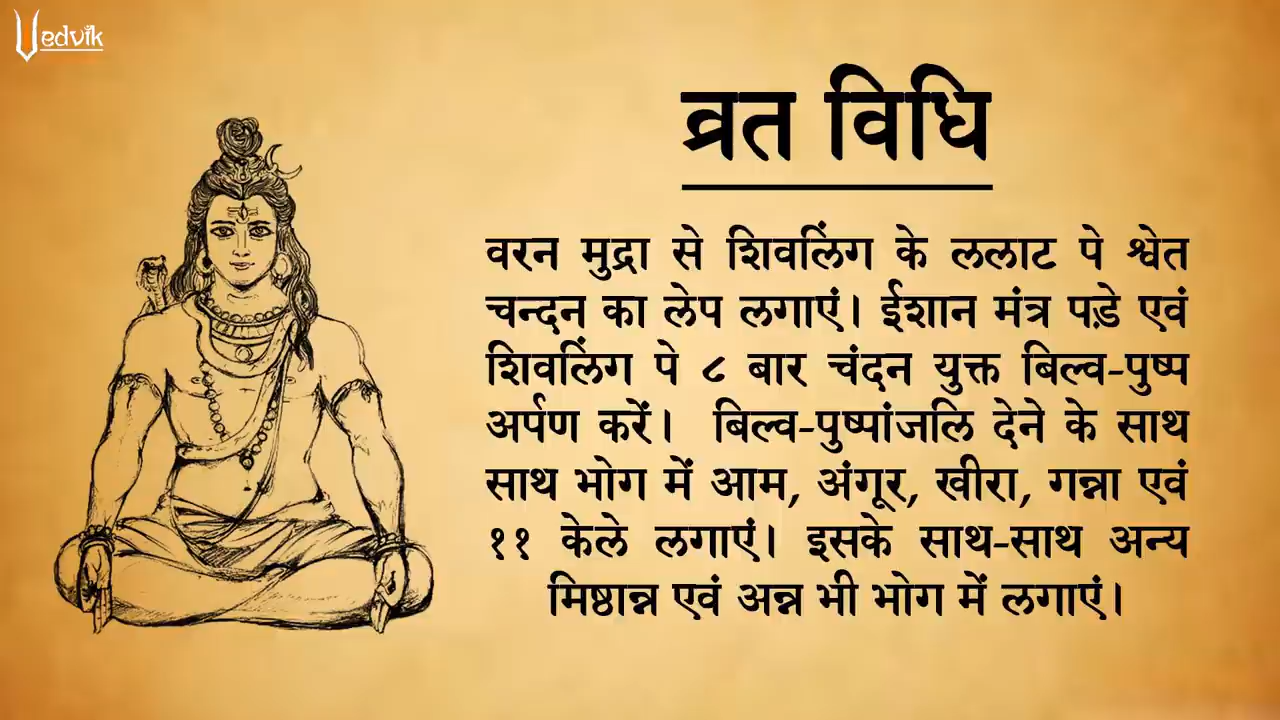 Vedvik
व्रत विधि
वरन मुद्रा से शिवलिंग के ललाट पे श्वेत
चन्दन का लेप लगाएं। ईशान मंत्र पड़े एवं
शिवलिंग पे ८ बार चंदन युक्त बिल्व-पुष्प
अर्पण करें। बिल्व-पुष्पांजलि देने के साथ
साथ भोग में आम, अंगूर, खीरा, गन्ना एवं
११ केले लगाएं। इसके साथ-साथ अन्य
मिष्ठान्न एवं अन्न भी भोग में लगाएं।